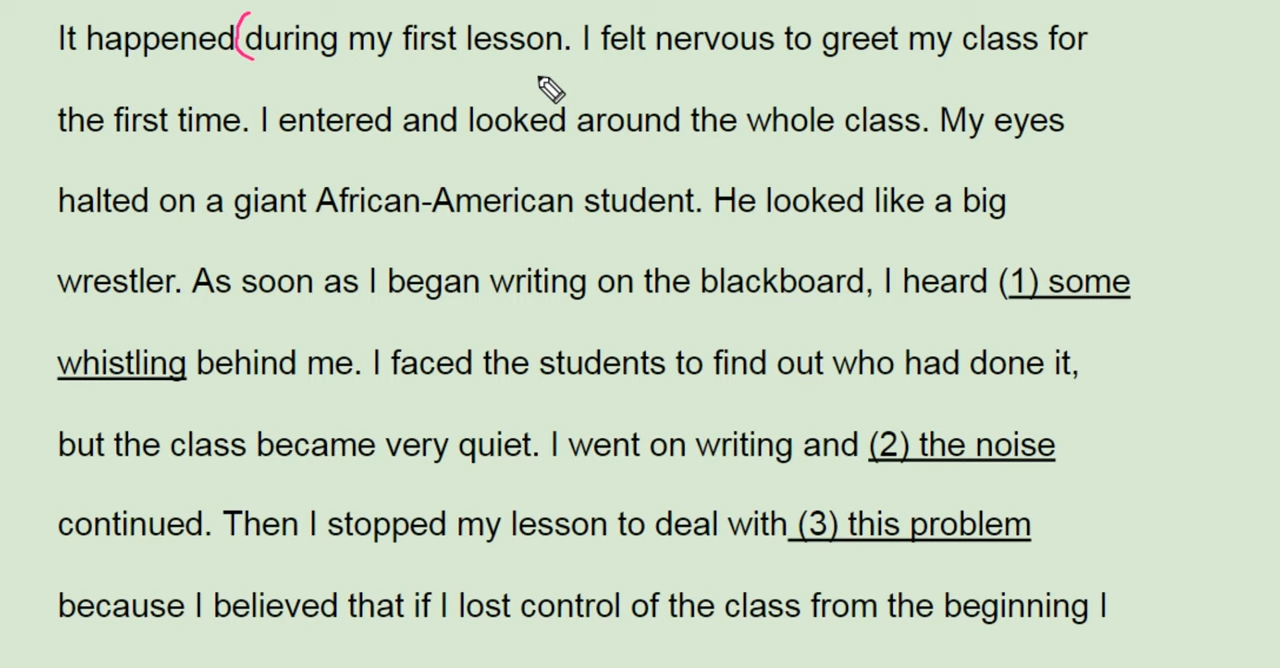 It happened during my first lesson. I felt nervous to greet my class for
the first time. I entered and looked around the whole class. My eyes
halted on a giant African-American student. He looked like a big
wrestler. As soon as I began writing on the blackboard, I heard (1) some
whistling behind me. I faced the students to find out who had done it,
but the class became very quiet. I went on writing and (2) the noise
continued. Then I stopped my lesson to deal with (3) this problem
because I believed that if I lost control of the class from the beginning I